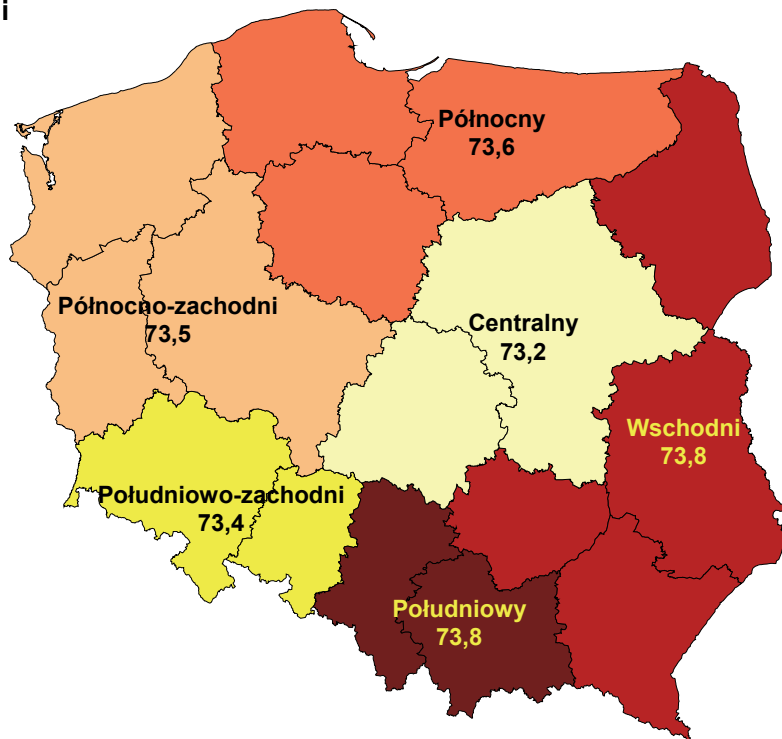 i
Północny
73,6
Północno-zachodni
73,5
Centralny
73,2
Wschodni
73,8
Południowo-zachodni
73,4
Południowy
73,8